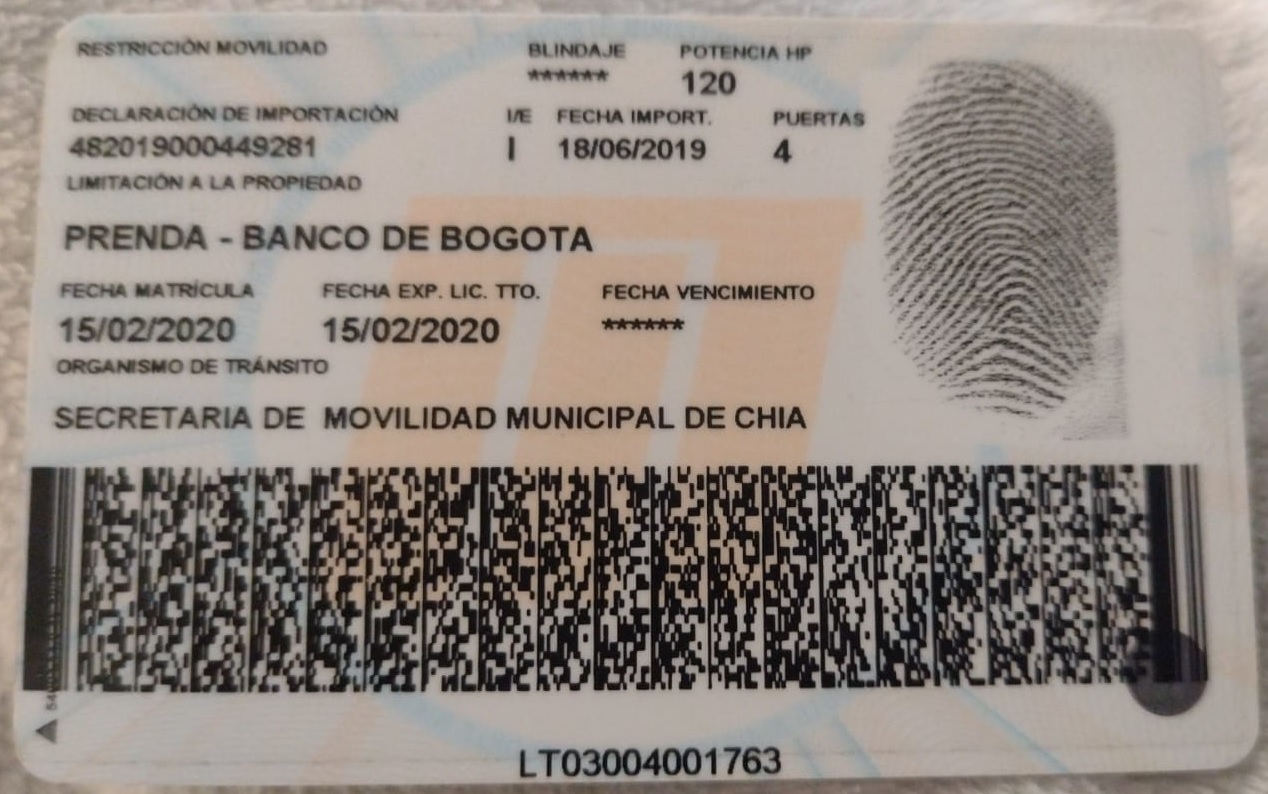 RESTRICCIÓN MOVILIDAD BLINDAJE POTENCIA HP
****** 120
DECLARACIÓN DE IMPORTACIÓN I/E FECHA IMPORT. PUERTAS
482019000449281 I 18/06/2019 4
LIMITACIÓN A LA PROPIEDAD
PRENDA - BANCO DE BOGOTA
FECHA MATRÍCULA FECHA EXP. LIC. TTO. FECHA VENCIMIENTO
15/02/2020 15/02/2020 ******
ORGANISMO DE TRÁNSITO
SECRETARIA DE MOVILIDAD MUNICIPAL DE CHIA
LT03004001763